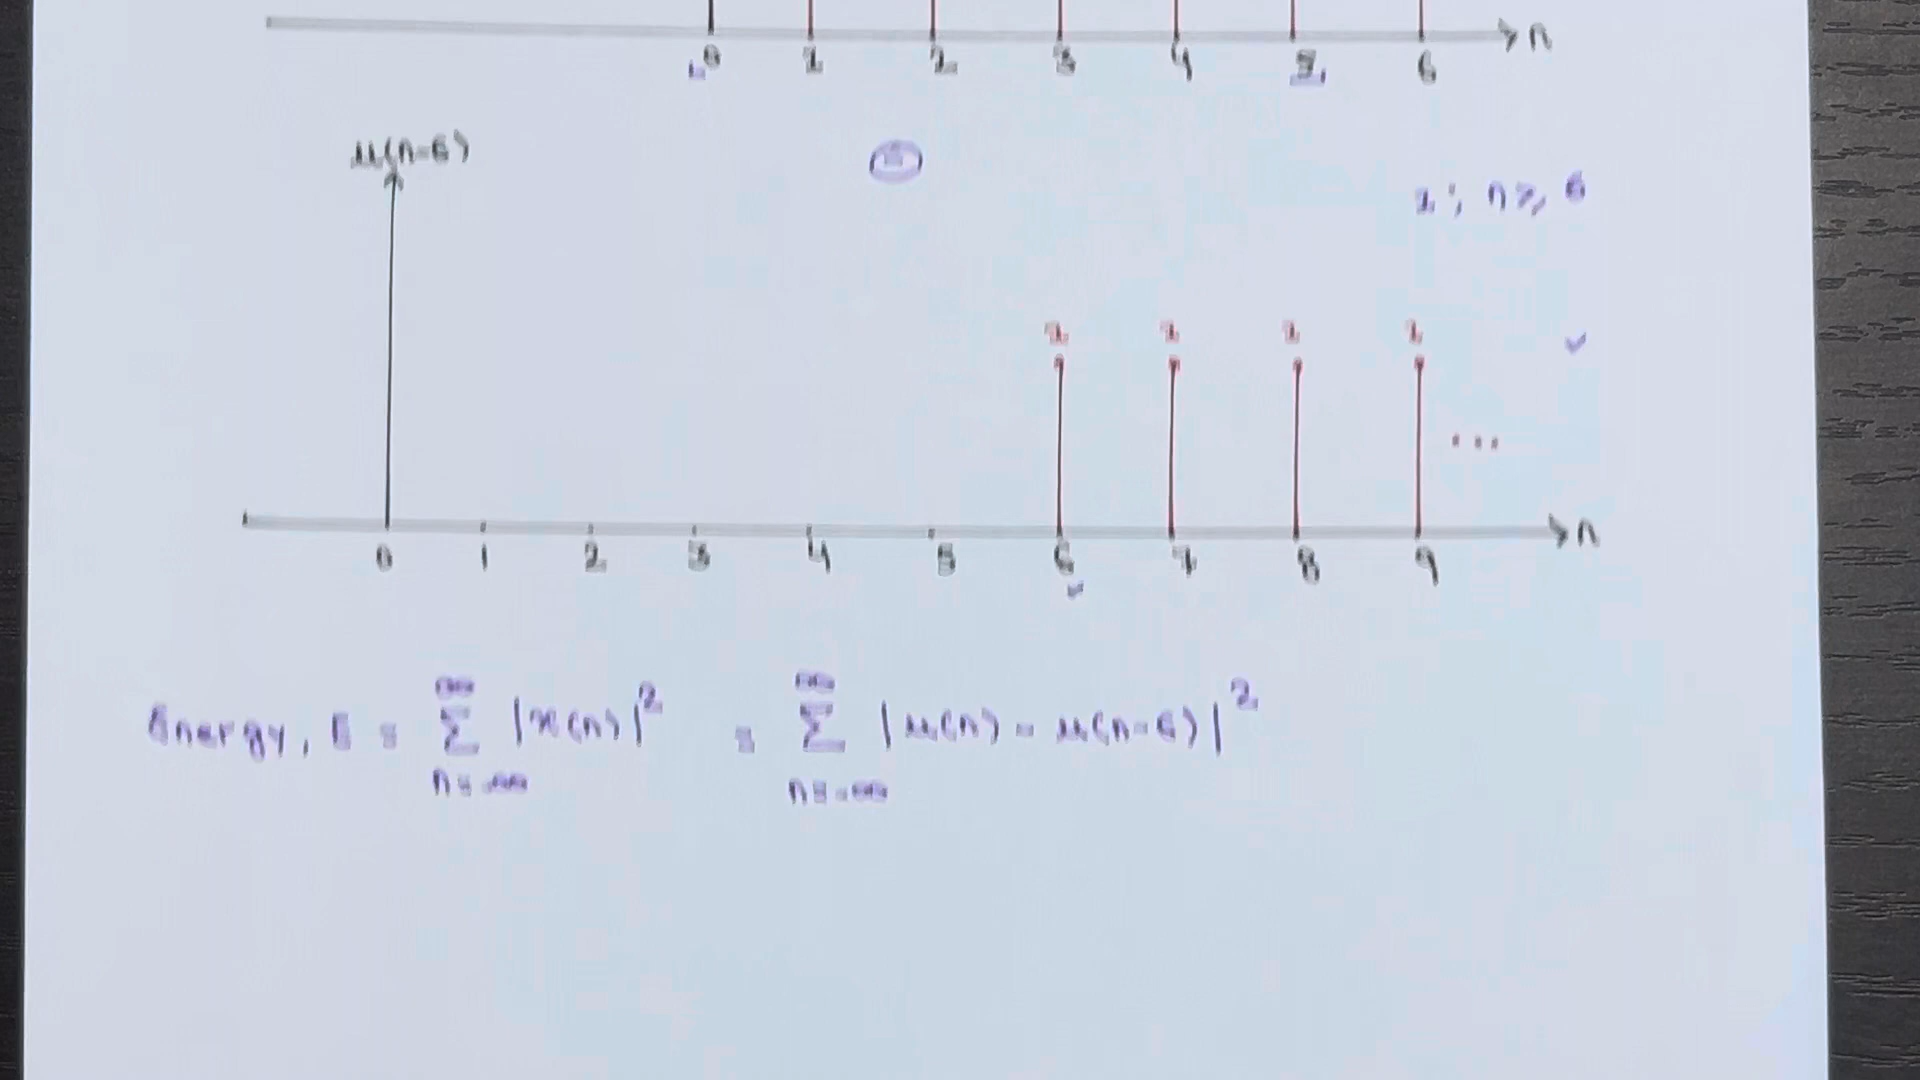 0 1 2 3 4 5 6 n
u(n-6)
1 ; n ≥ 6
1 1 1 1
...
0 1 2 3 4 5 6 7 8 9 n
Energy, E = ∑_{n=-∞}^{∞} |x(n)|² = ∑_{n=-∞}^{∞} |u(n) - u(n-6)|²